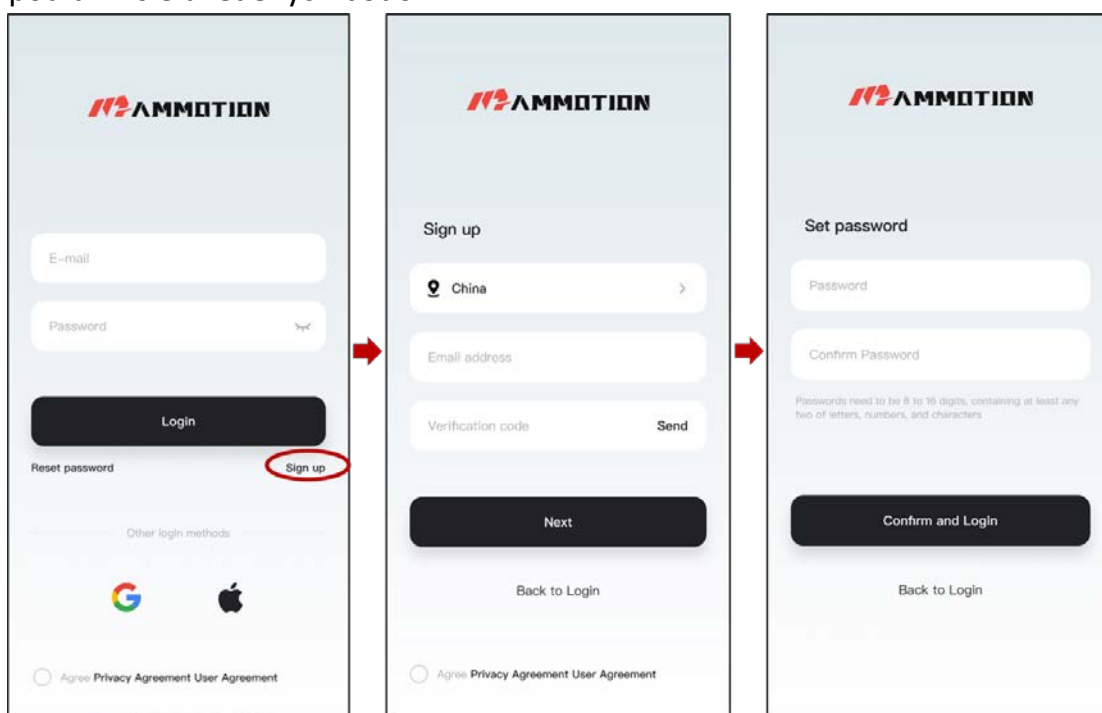 MAMMOTION
E-mail
Password
Login
Reset password
Sign up
Other login methods
Agree Privacy Agreement User Agreement
MAMMOTION
Sign up
China
Email address
Verification code
Send
Next
Back to Login
Agree Privacy Agreement User Agreement
MAMMOTION
Set password
Password
Confirm Password
Passwords need to be 8 to 16 digits, containing at least any
two of letters, numbers, and characters
Confirm and Login
Back to Login